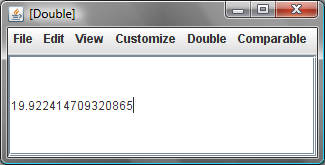 [Double]
File Edit View Customize Double Comparable
19.922414709320865